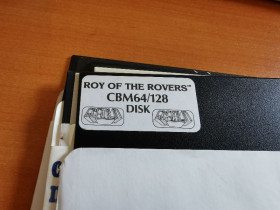 ROY OF THE ROVERS™
CBM64/128
DISK